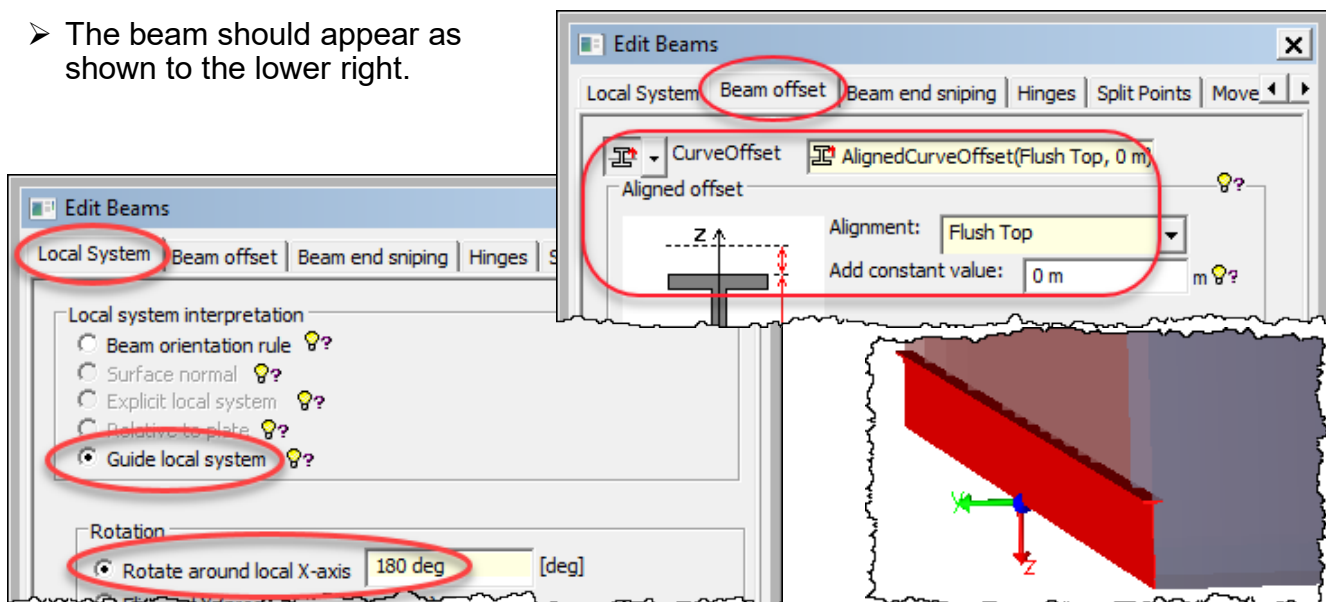 ➢ The beam should appear as
shown to the lower right.
Edit Beams
Local System Beam offset Beam end sniping Hinges Split Points Move
CurveOffset AlignedCurveOffset(Flush Top, 0 m)
Aligned offset
Z
Alignment: Flush Top
Add constant value: 0 m m
Edit Beams
Local System Beam offset Beam end sniping Hinges S
Local system interpretation
Beam orientation rule
Surface normal
Explicit local system
Relative to plate
Guide local system
Rotation
Rotate around local X-axis 180 deg [deg]
Z